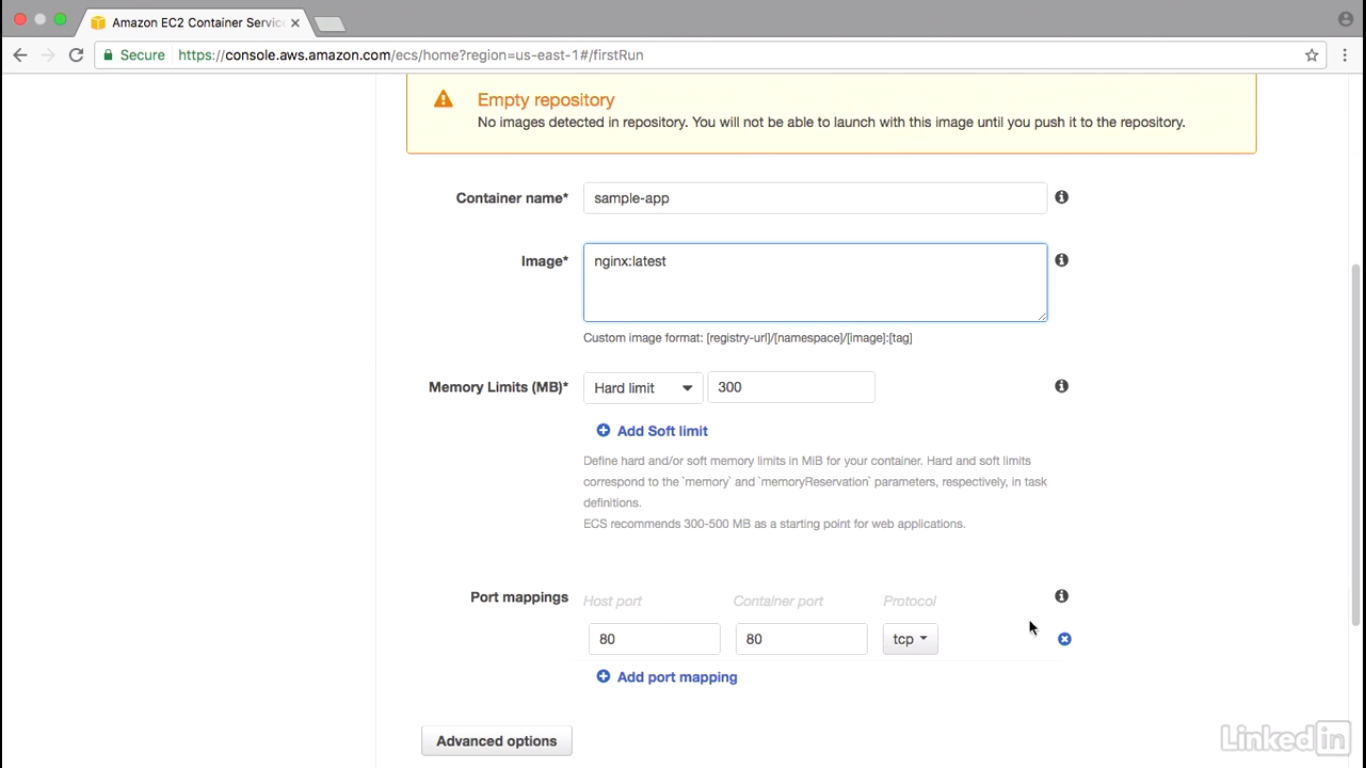 Amazon EC2 Container Servic
Secure https://console.aws.amazon.com/ecs/home?region=us-east-1#/firstRun
Empty repository
No images detected in repository. You will not be able to launch with this image until you push it to the repository.
Container name* sample-app
Image* nginx:latest
Custom image format: [registry-url]/[namespace]/[image]:[tag]
Memory Limits (MB)* Hard limit 300
Add Soft limit
Define hard and/or soft memory limits in MiB for your container. Hard and soft limits
correspond to the `memory` and `memoryReservation` parameters, respectively, in task
definitions.
ECS recommends 300-500 MB as a starting point for web applications.
Port mappings Host port Container port Protocol
80 80 tcp
Add port mapping
Advanced options
Linked in